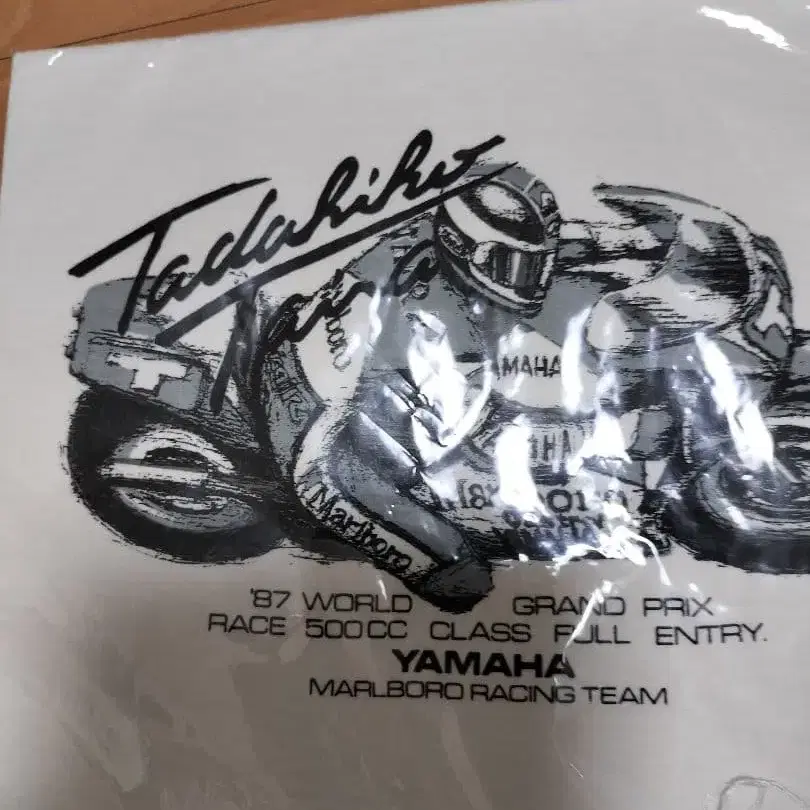 Tadahiko
Taira
T
YAMAHA
Marlboro
'87 WORLD GRAND PRIX
RACE 500CC CLASS FULL ENTRY.
YAMAHA
MARLBORO RACING TEAM